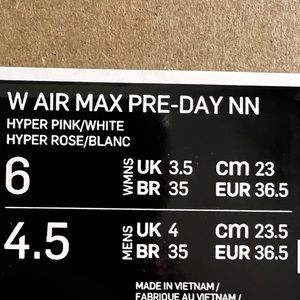 W AIR MAX PRE-DAY NN
HYPER PINK/WHITE
HYPER ROSE/BLANC
6 WMNS UK 3.5 cm 23
BR 35 EUR 36.5
4.5 MENS UK 4 cm 23.5
BR 35 EUR 36.5
MADE IN VIETNAM /
FABRIQUÉ AU VIETNAM /